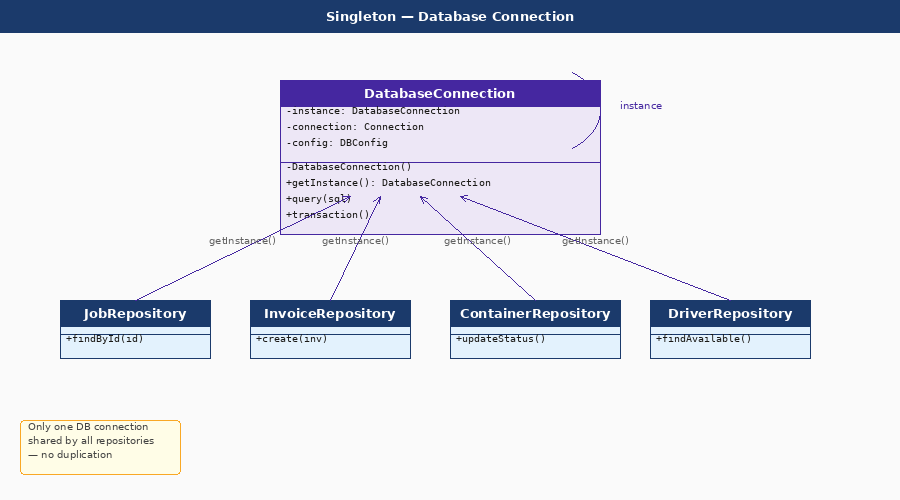 Singleton — Database Connection
DatabaseConnection
-instance: DatabaseConnection
-connection: Connection
-config: DBConfig
instance
-DatabaseConnection()
+getInstance(): DatabaseConnection
+query(sql)
+transaction()
getInstance()
getInstance()
getInstance()
getInstance()
JobRepository
+findById(id)
InvoiceRepository
+create(inv)
ContainerRepository
+updateStatus()
DriverRepository
+findAvailable()
Only one DB connection
shared by all repositories
— no duplication